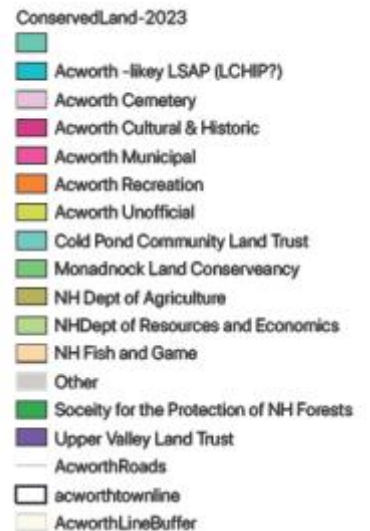 ConservedLand-2023
Acworth -likey LSAP (LCHIP?)
Acworth Cemetery
Acworth Cultural & Historic
Acworth Municipal
Acworth Recreation
Acworth Unofficial
Cold Pond Community Land Trust
Monadnock Land Conserveancy
NH Dept of Agriculture
NHDept of Resources and Economics
NH Fish and Game
Other
Soceity for the Protection of NH Forests
Upper Valley Land Trust
AcworthRoads
acworthtownline
AcworthLineBuffer